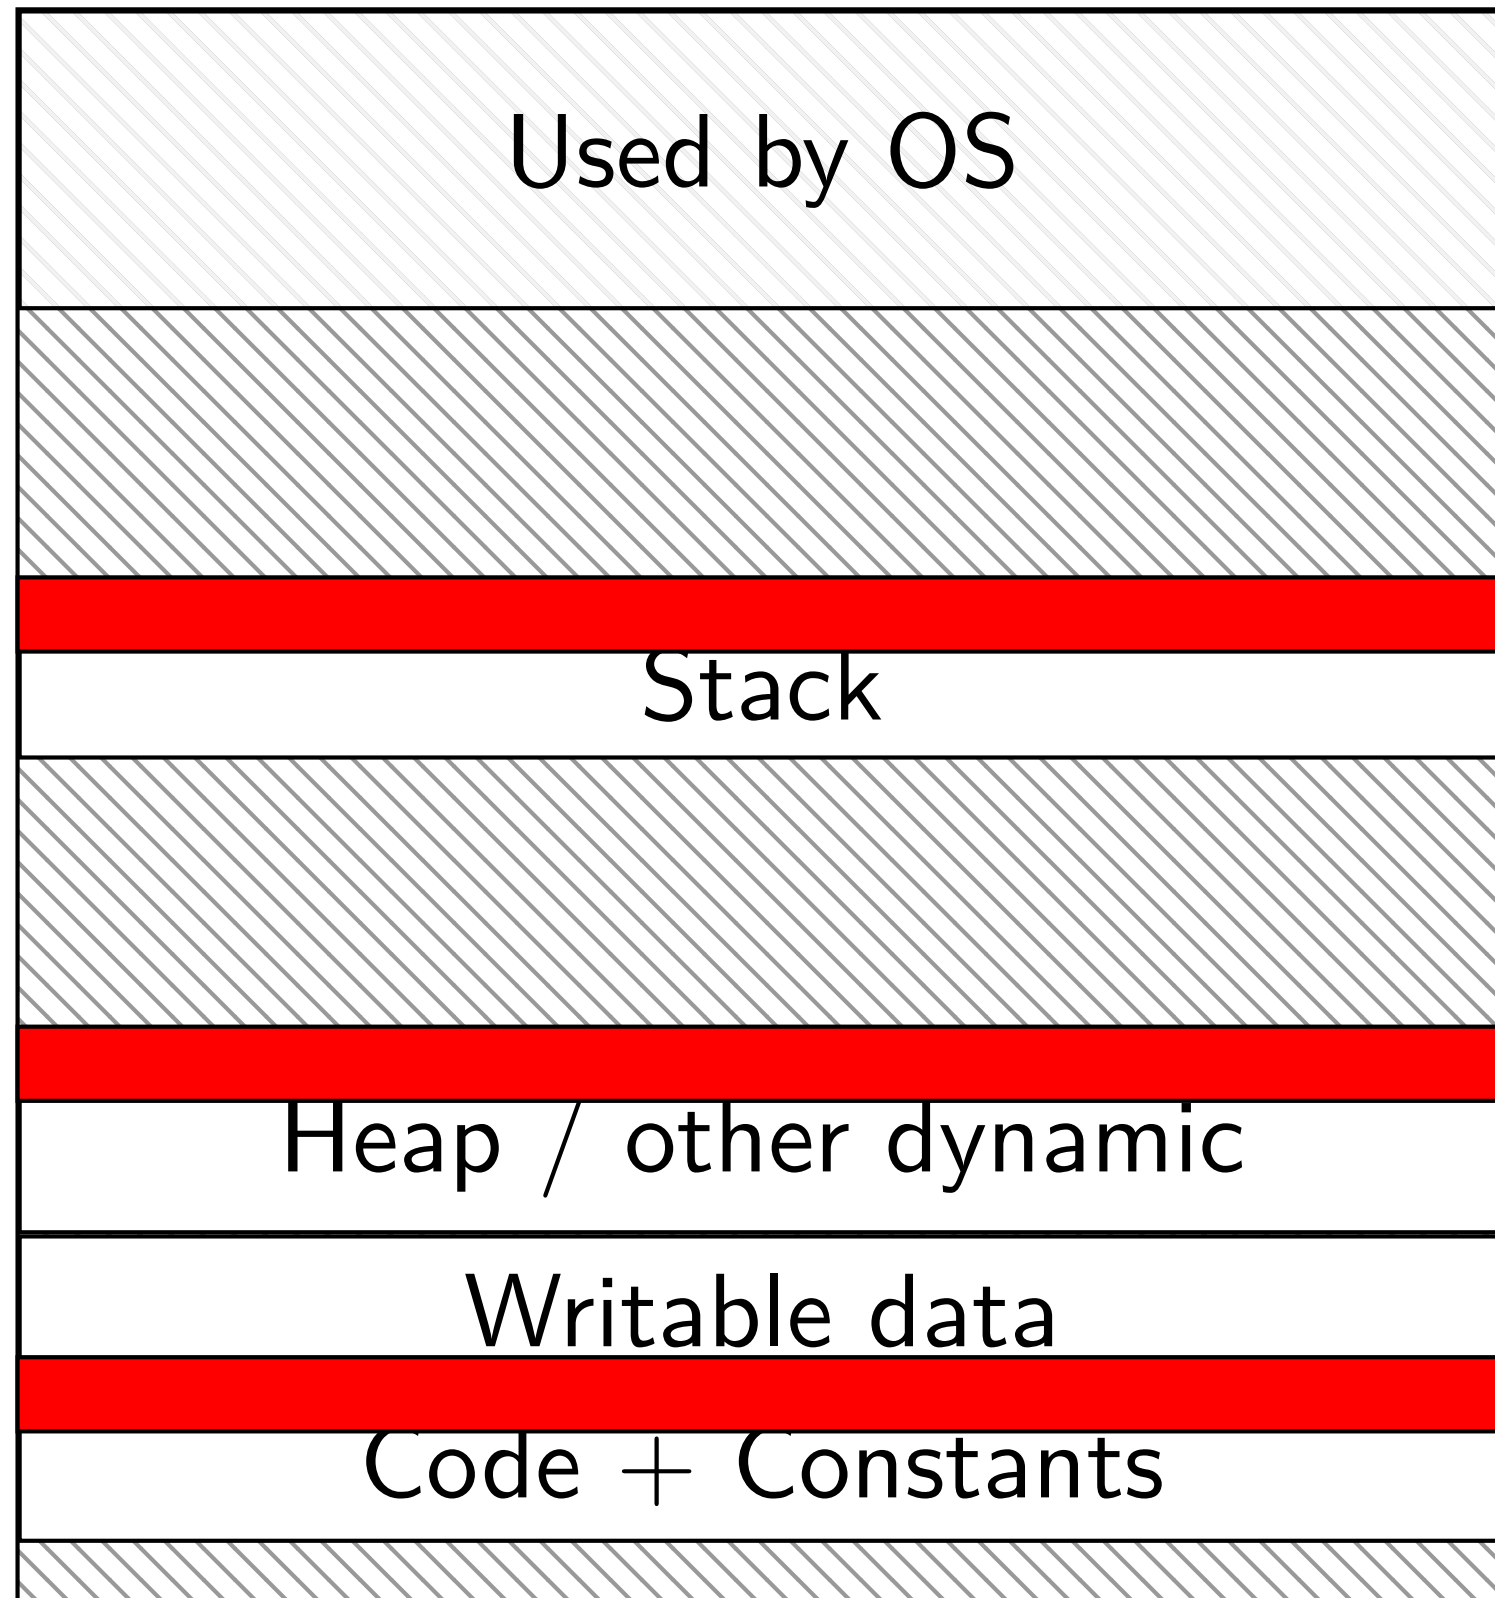 Used by OS
Stack
Heap / other dynamic
Writable data
Code + Constants